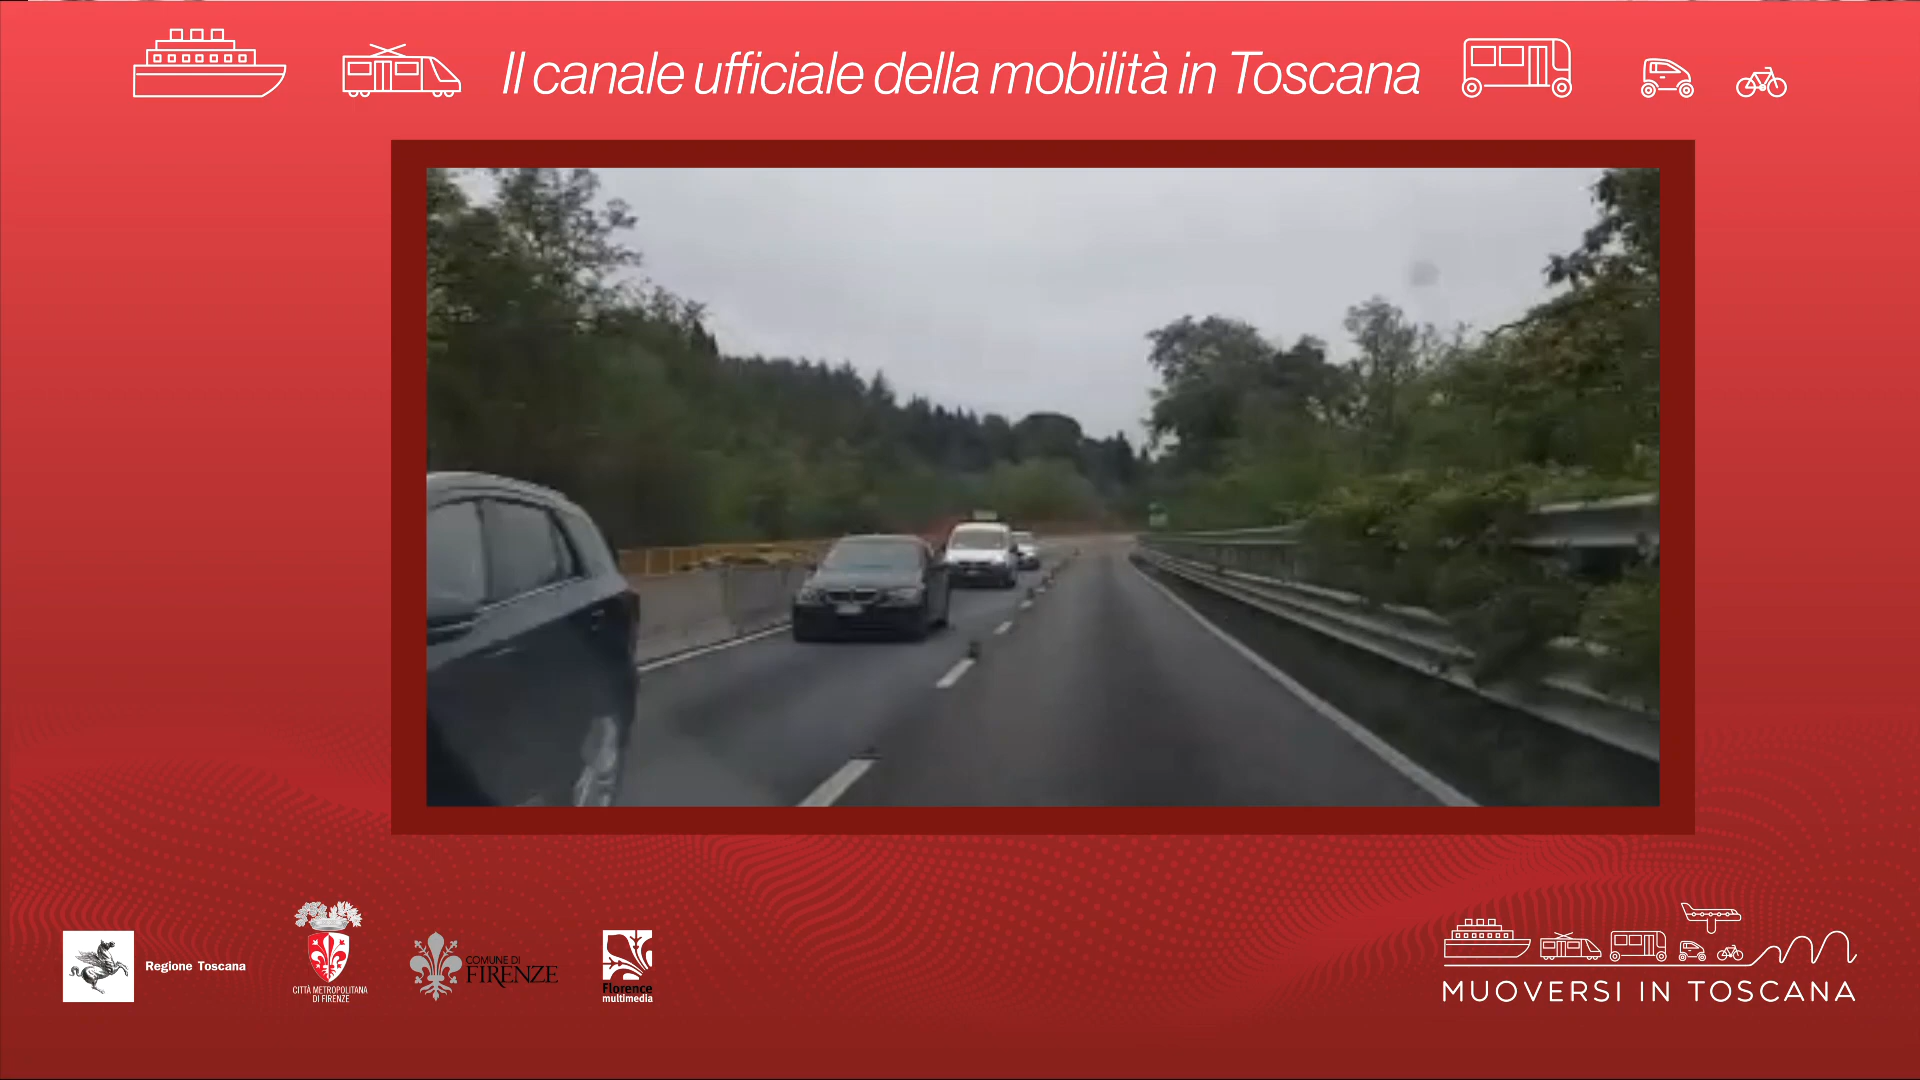 Il canale ufficiale della mobilità in Toscana
Regione Toscana
CITTÀ METROPOLITANA
DI FIRENZE
COMUNE DI
FIRENZE
Florence
multimedia
MUOVERSI IN TOSCANA